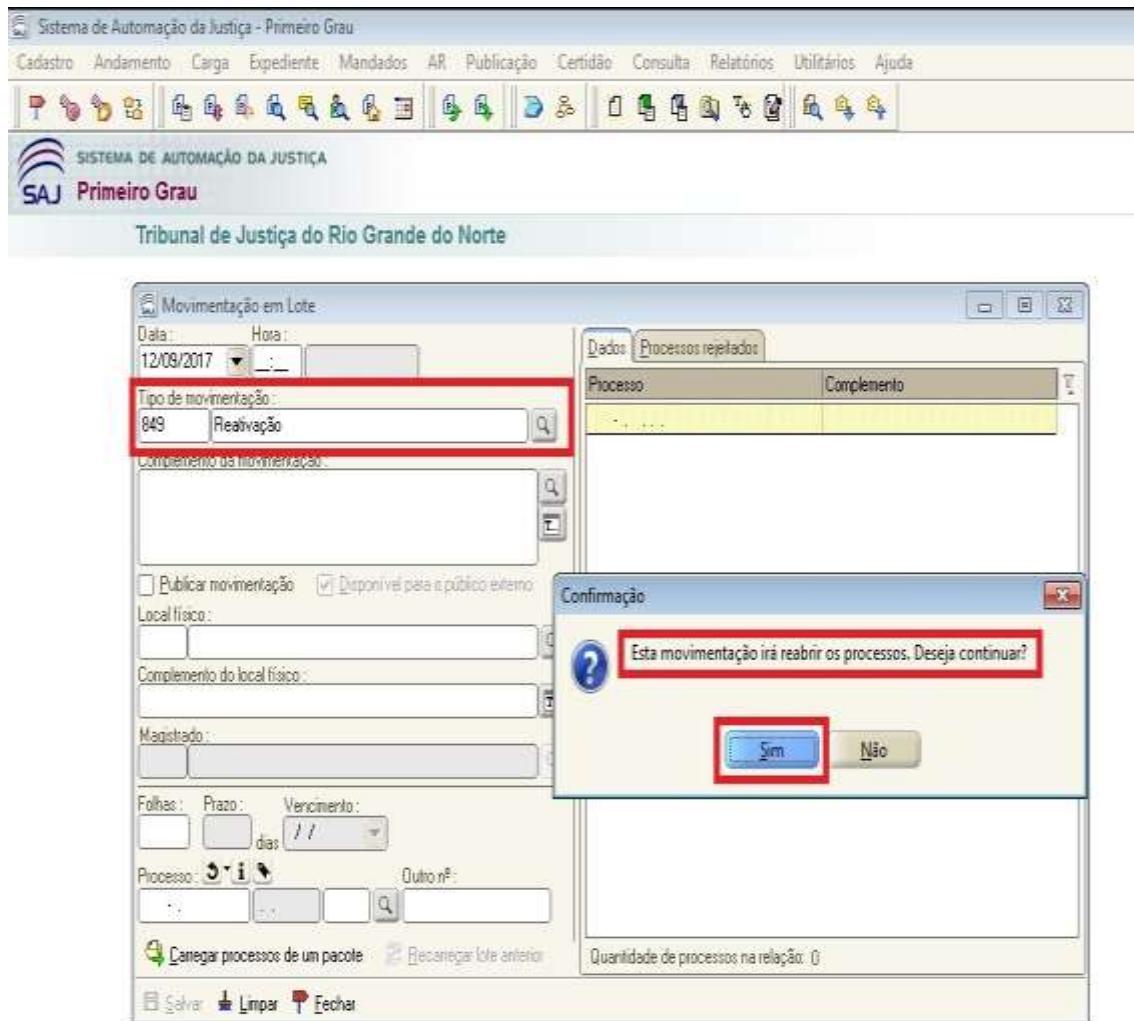 Sistema de Automação da Justiça - Primeiro Grau
Cadastro Andamento Carga Expediente Mandados AR Publicação Certidão Consulta Relatórios Utilitários Ajuda
SISTEMA DE AUTOMAÇÃO DA JUSTIÇA
SAJ Primeiro Grau
Tribunal de Justiça do Rio Grande do Norte
Movimentação em Lote
Data: Hora:
12/09/2017 __:__
Dados Processos rejeitados
Processo Complemento
Tipo de movimentação:
849 Reativação
Complemento da movimentação:
Publicar movimentação Disponível para o público externo
Confirmação
Esta movimentação irá reabrir os processos. Deseja continuar?
Sim Não
Local físico:
Complemento do local físico:
Magistrado:
Folhas: Prazo: Vencimento:
dias / /
Processo: Outro nº:
Carregar processos de um pacote Recarregar lote anterior
Quantidade de processos na relação: 0
Salvar Limpar Fechar